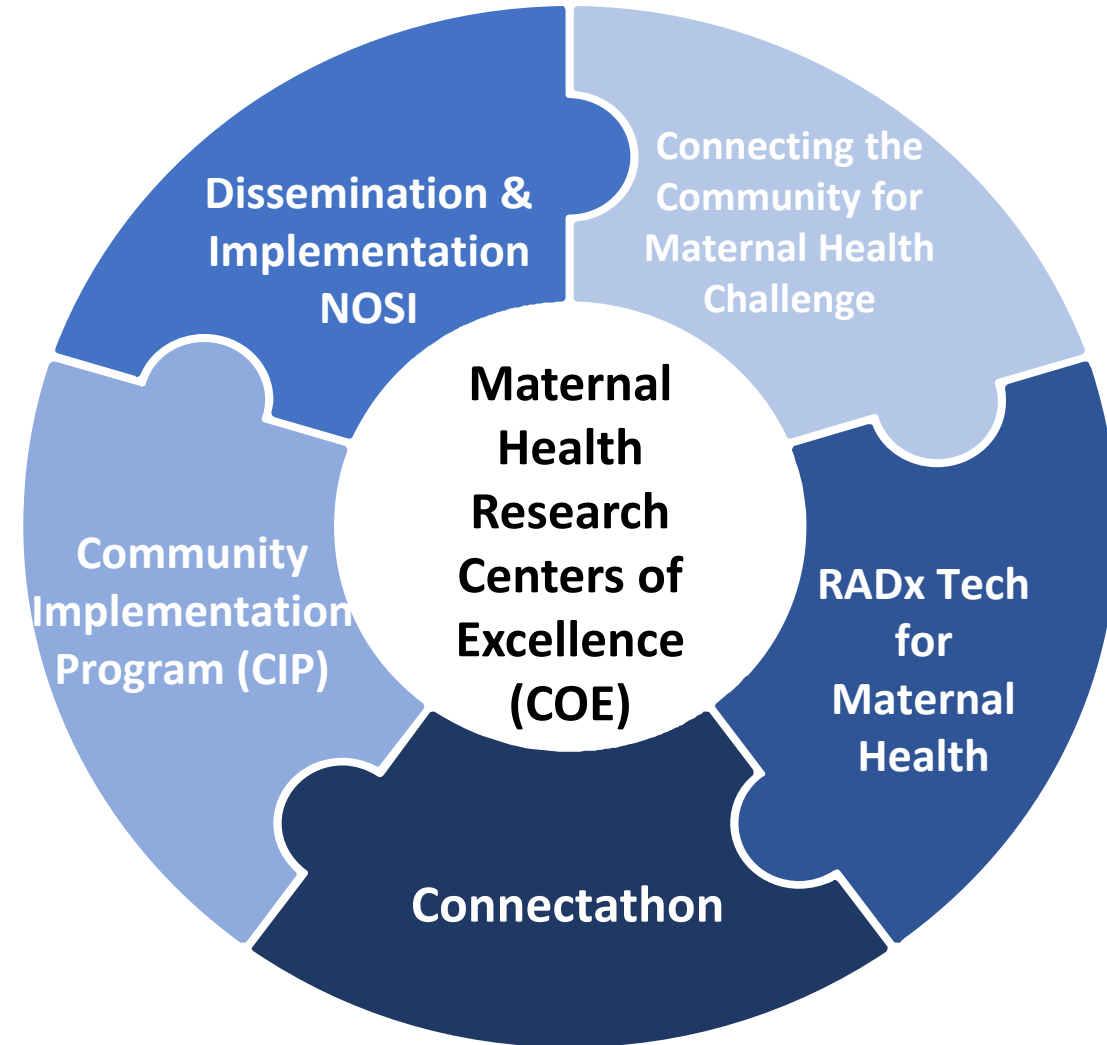 Dissemination &
Implementation
NOSI
Connecting the
Community for
Maternal Health
Challenge
Maternal
Health
Research
Centers of
Excellence
(COE)
Community
Implementation
Program (CIP)
RADx Tech
for
Maternal
Health
Connectathon